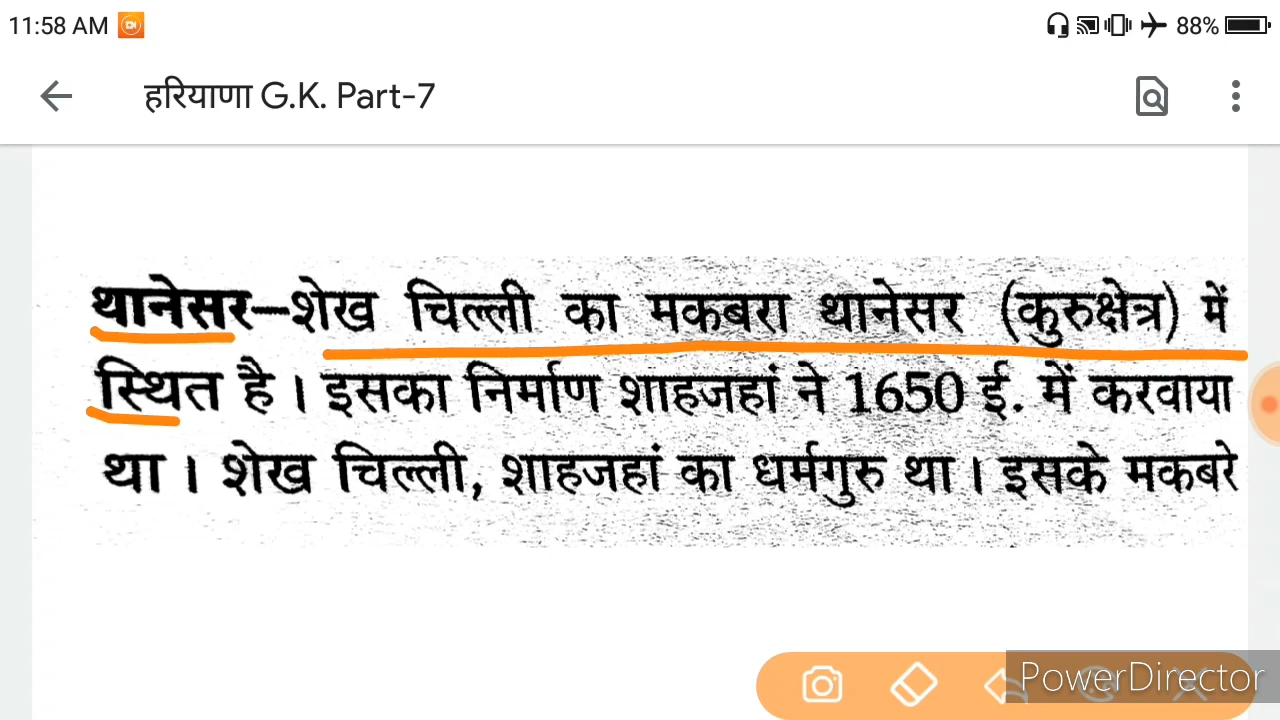 11:58 AM 88%
हरियाणा G.K. Part-7
थानेसर–शेख चिल्ली का मकबरा थानेसर (कुरुक्षेत्र) में
स्थित है। इसका निर्माण शाहजहां ने 1650 ई. में करवाया
था। शेख चिल्ली, शाहजहां का धर्मगुरु था। इसके मकबरे
PowerDirector